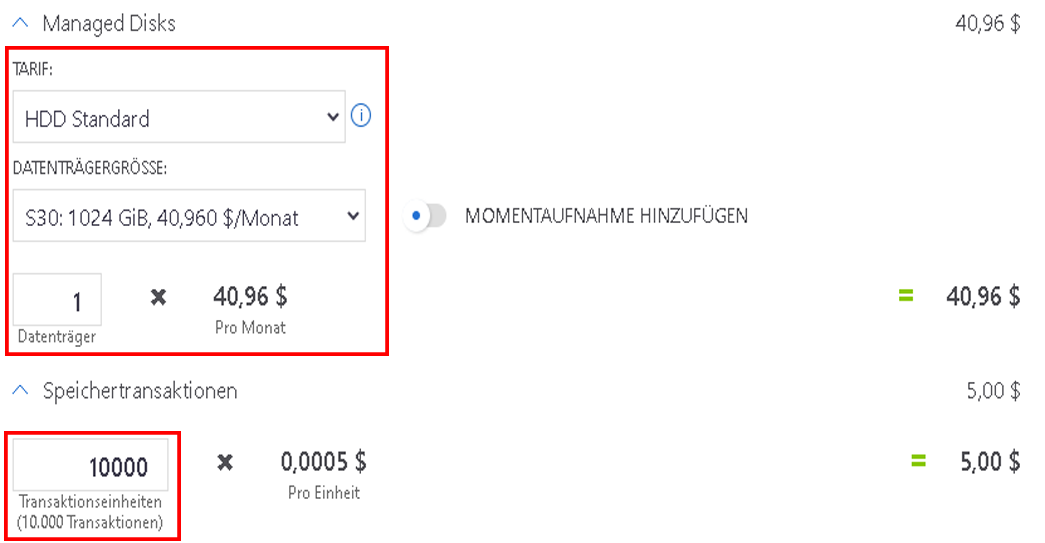 Managed Disks 40,96 $
TARIF:
HDD Standard
DATENTRÄGERGRÖSSE:
S30: 1024 GiB, 40,960 $/Monat MOMENTAUFNAHME HINZUFÜGEN
1 × 40,96 $ = 40,96 $
Datenträger Pro Monat
Speichertransaktionen 5,00 $
10000 × 0,0005 $ = 5,00 $
Transaktionseinheiten Pro Einheit
(10.000 Transaktionen)